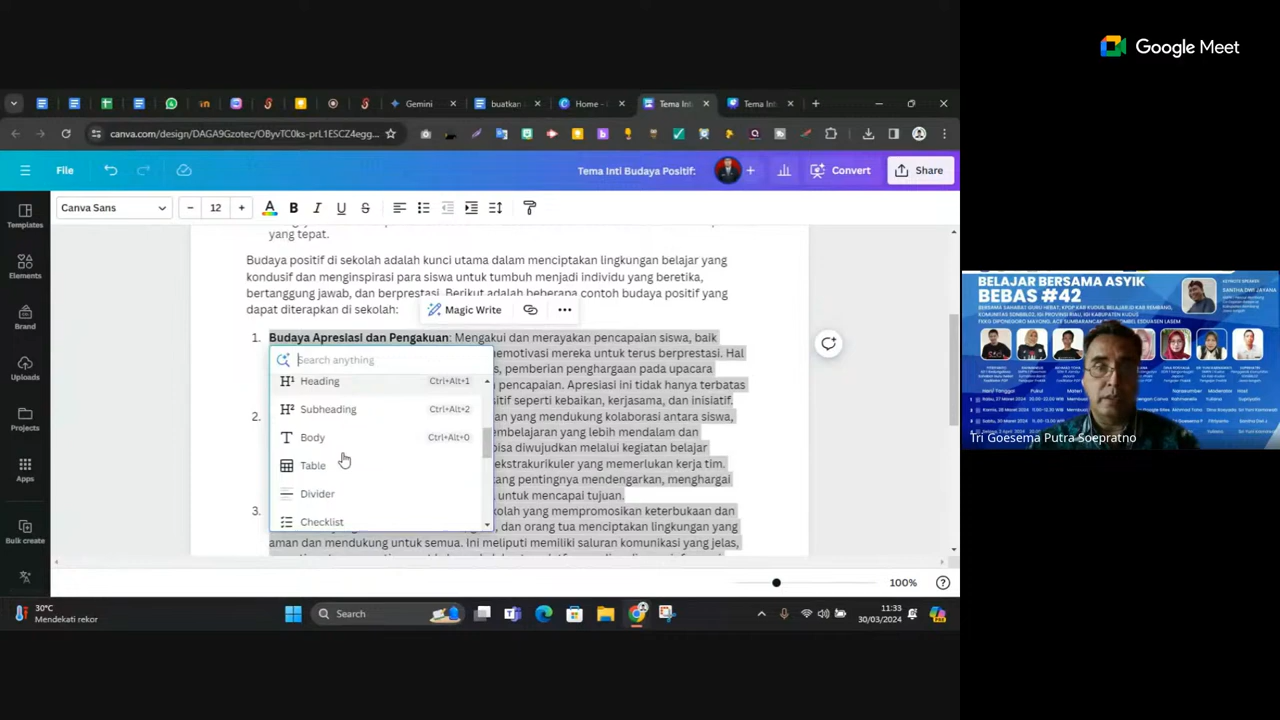 Google Meet
Gemini
buatkan
Home -
Tema Int
Tema Int
canva.com/design/DAGA9Gzotec/OByvTC0ks-prL1ESCZ4egg...
File
Tema Inti Budaya Positif:
Convert
Share
Canva Sans
12
Templates
Elements
Brand
Uploads
Projects
Apps
Bulk create
yang tepat.
Budaya positif di sekolah adalah kunci utama dalam menciptakan lingkungan belajar yang
kondusif dan menginspirasi para siswa untuk tumbuh menjadi individu yang beretika,
bertanggung jawab, dan berprestasi. Berikut adalah beberapa contoh budaya positif yang
dapat diterapkan di sekolah:
Magic Write
1. Budaya Apresiasi dan Pengakuan: Mengakui dan merayakan pencapaian siswa, baik
memotivasi mereka untuk terus berprestasi. Hal
s, pemberian penghargaan pada upacara
pencapaian. Apresiasi ini tidak hanya terbatas
sitif seperti kebaikan, kerjasama, dan inisiatif.
2.
an yang mendukung kolaborasi antara siswa,
mbelajaran yang lebih mendalam dan
bisa diwujudkan melalui kegiatan belajar
ekstrakurikuler yang memerlukan kerja tim.
tang pentingnya mendengarkan, menghargai
untuk mencapai tujuan.
3.
kolah yang mempromosikan keterbukaan dan
, dan orang tua menciptakan lingkungan yang
aman dan mendukung untuk semua. Ini meliputi memiliki saluran komunikasi yang jelas,
Search anything
Heading Ctrl+Alt+1
Subheading Ctrl+Alt+2
Body Ctrl+Alt+0
Table
Divider
Checklist
100%
30°C
Mendekati rekor
Search
11:33
30/03/2024
BELAJAR BERSAMA ASYIK
BEBAS #42
KEYNOTE SPEAKER
SANTHA DWI JAYANA
Tri Goesema Putra Soepratno